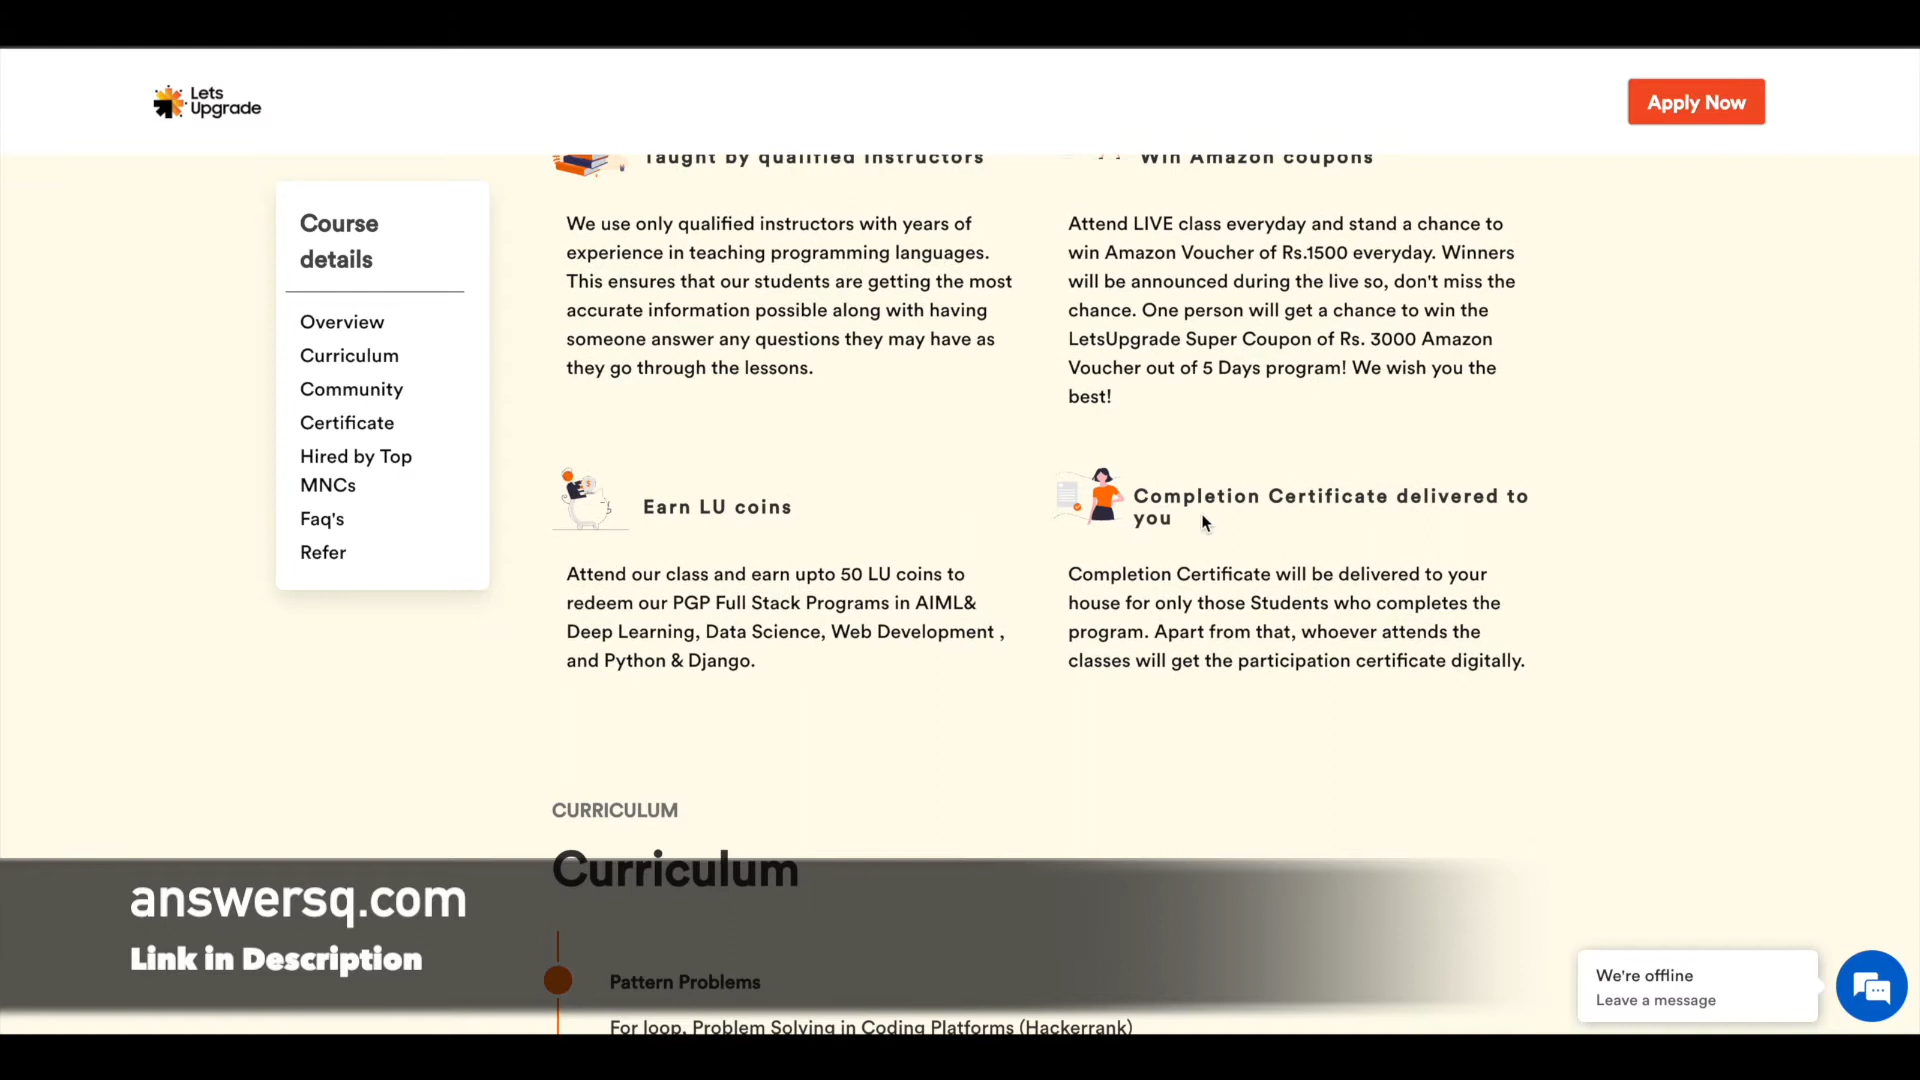 Lets
Upgrade
Apply Now
Course
details
Overview
Curriculum
Community
Certificate
Hired by Top
MNCs
Faq's
Refer
Taught by qualified instructors
We use only qualified instructors with years of
experience in teaching programming languages.
This ensures that our students are getting the most
accurate information possible along with having
someone answer any questions they may have as
they go through the lessons.
Win Amazon coupons
Attend LIVE class everyday and stand a chance to
win Amazon Voucher of Rs.1500 everyday. Winners
will be announced during the live so, don't miss the
chance. One person will get a chance to win the
LetsUpgrade Super Coupon of Rs. 3000 Amazon
Voucher out of 5 Days program! We wish you the
best!
Earn LU coins
Attend our class and earn upto 50 LU coins to
redeem our PGP Full Stack Programs in AIML&
Deep Learning, Data Science, Web Development ,
and Python & Django.
Completion Certificate delivered to
you
Completion Certificate will be delivered to your
house for only those Students who completes the
program. Apart from that, whoever attends the
classes will get the participation certificate digitally.
CURRICULUM
Curriculum
Pattern Problems
For loop, Problem Solving in Coding Platforms (Hackerrank)
answersq.com
Link in Description
We're offline
Leave a message